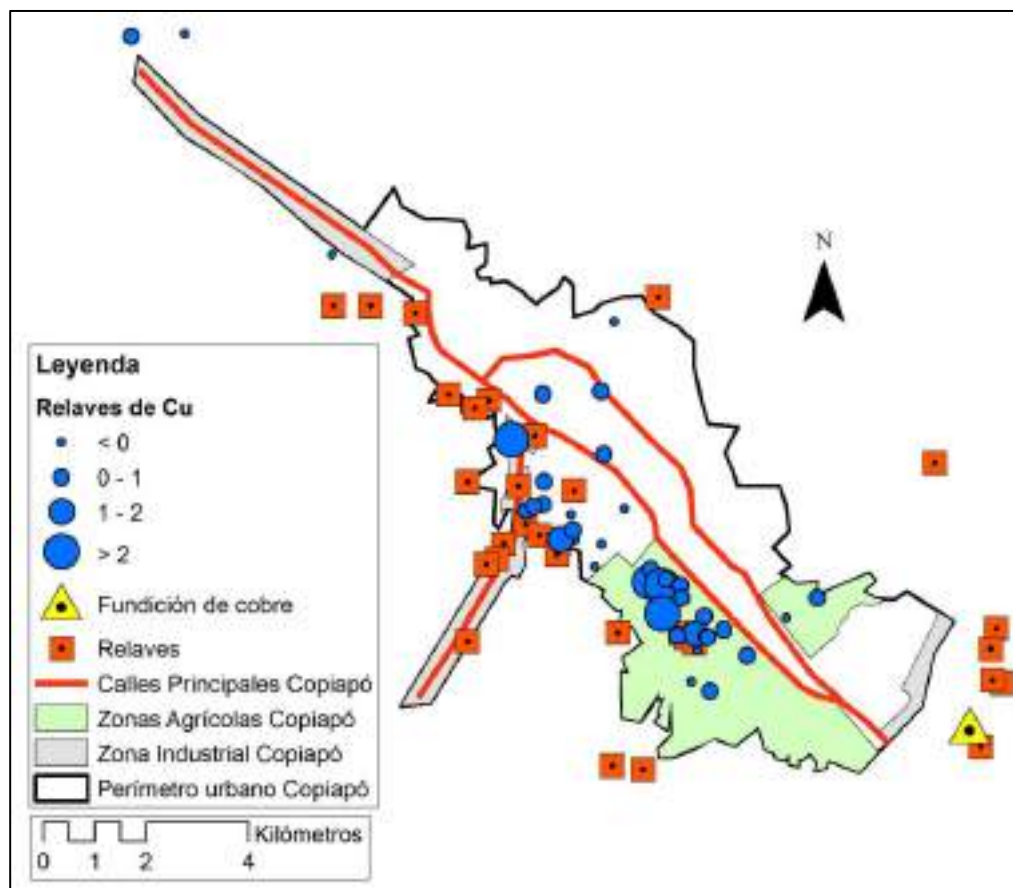 N
Leyenda
Relaves de Cu
< 0
0 - 1
1 - 2
> 2
Fundición de cobre
Relaves
Calles Principales Copiapó
Zonas Agrícolas Copiapó
Zona Industrial Copiapó
Perímetro urbano Copiapó
Kilómetros
0 1 2 4